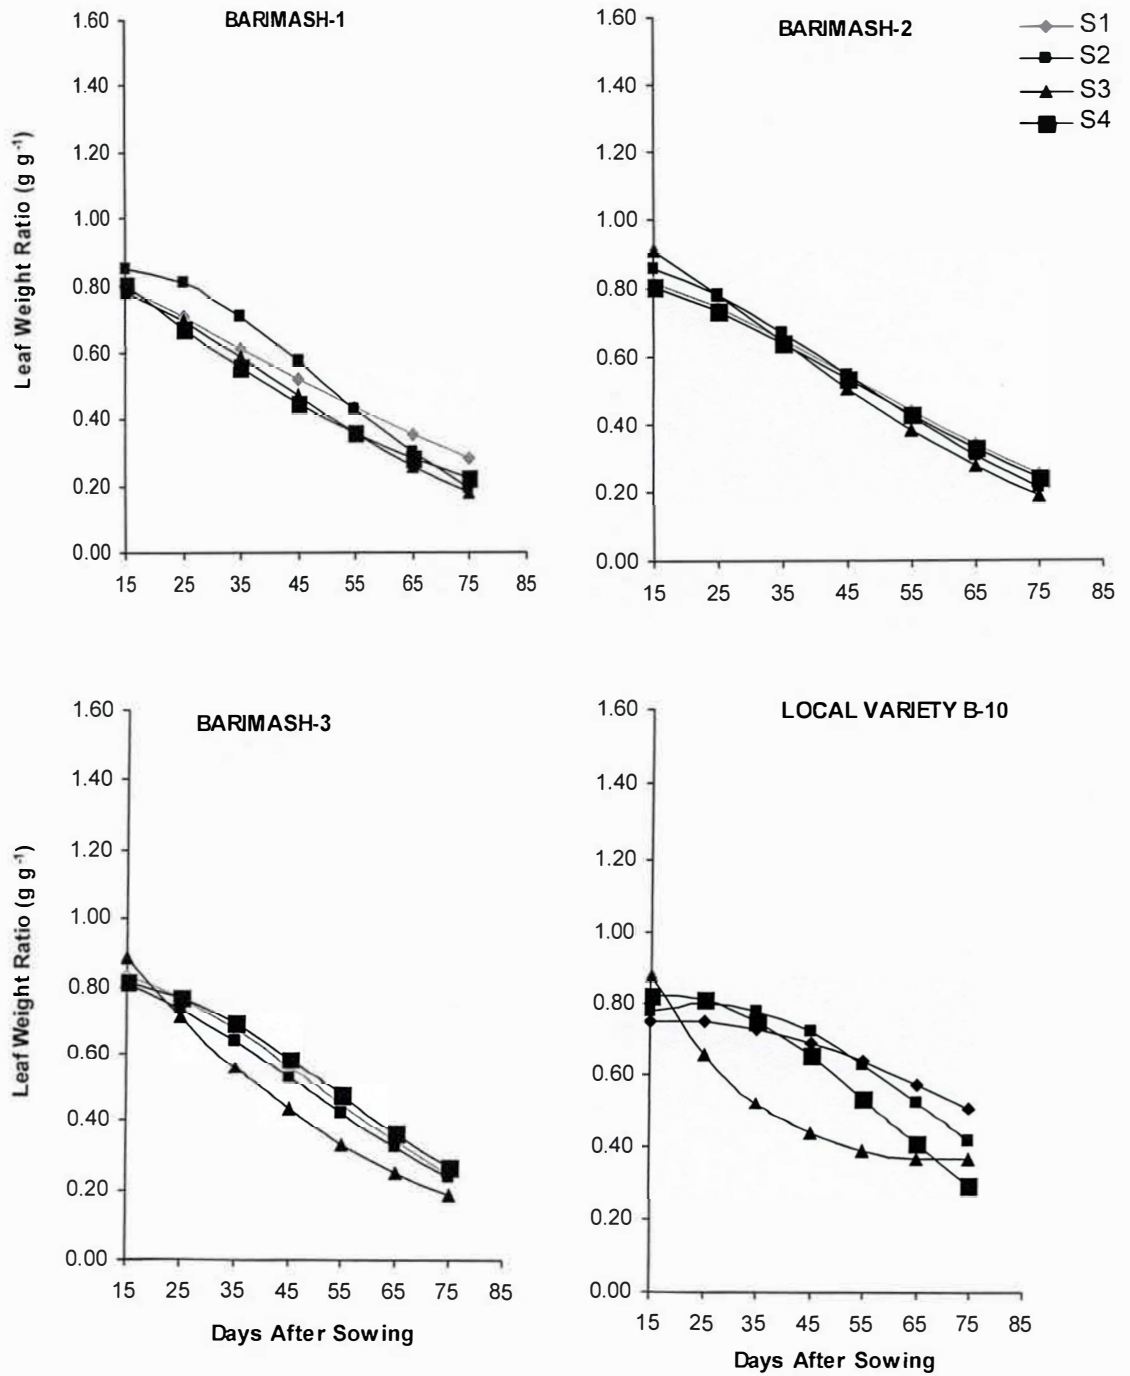 BARIMASH-1
Leaf Weight Ratio (g g⁻¹)
1.60
1.40
1.20
1.00
0.80
0.60
0.40
0.20
0.00
15 25 35 45 55 65 75 85
BARIMASH-2
S1
S2
S3
S4
1.60
1.40
1.20
1.00
0.80
0.60
0.40
0.20
0.00
15 25 35 45 55 65 75 85
BARIMASH-3
Leaf Weight Ratio (g g⁻¹)
1.60
1.40
1.20
1.00
0.80
0.60
0.40
0.20
0.00
15 25 35 45 55 65 75 85
Days After Sowing
LOCAL VARIETY B-10
1.60
1.40
1.20
1.00
0.80
0.60
0.40
0.20
0.00
15 25 35 45 55 65 75 85
Days After Sowing